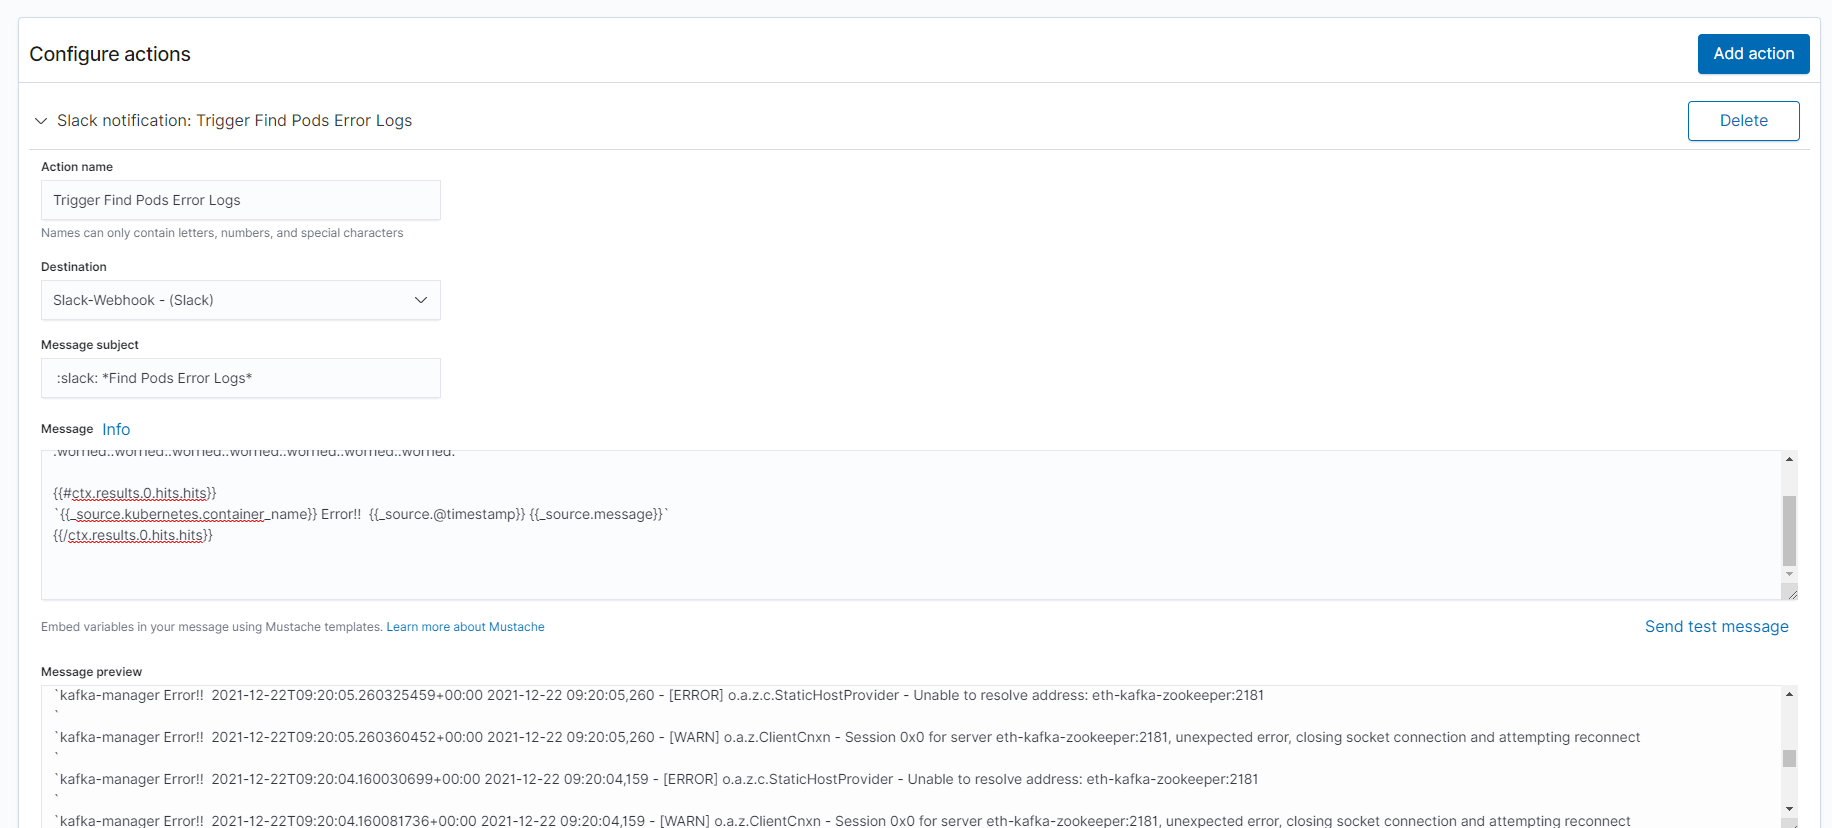 Configure actions
Add action
Slack notification: Trigger Find Pods Error Logs
Delete
Action name
Trigger Find Pods Error Logs
Names can only contain letters, numbers, and special characters
Destination
Slack-Webhook - (Slack)
Message subject
:slack: *Find Pods Error Logs*
Message Info
:worried::worried::worried::worried::worried::worried::worried:
{{#ctx.results.0.hits.hits}}
`{{_source.kubernetes.container_name}} Error!!  {{_source.@timestamp}} {{_source.message}}`
{{/ctx.results.0.hits.hits}}
Embed variables in your message using Mustache templates. Learn more about Mustache
Send test message
Message preview
`kafka-manager Error!!  2021-12-22T09:20:05.260325459+00:00 2021-12-22 09:20:05,260 - [ERROR] o.a.z.c.StaticHostProvider - Unable to resolve address: eth-kafka-zookeeper:2181
`
`kafka-manager Error!!  2021-12-22T09:20:05.260360452+00:00 2021-12-22 09:20:05,260 - [WARN] o.a.z.ClientCnxn - Session 0x0 for server eth-kafka-zookeeper:2181, unexpected error, closing socket connection and attempting reconnect
`
`kafka-manager Error!!  2021-12-22T09:20:04.160030699+00:00 2021-12-22 09:20:04,159 - [ERROR] o.a.z.c.StaticHostProvider - Unable to resolve address: eth-kafka-zookeeper:2181
`
`kafka-manager Error!!  2021-12-22T09:20:04.160081736+00:00 2021-12-22 09:20:04,159 - [WARN] o.a.z.ClientCnxn - Session 0x0 for server eth-kafka-zookeeper:2181, unexpected error, closing socket connection and attempting reconnect